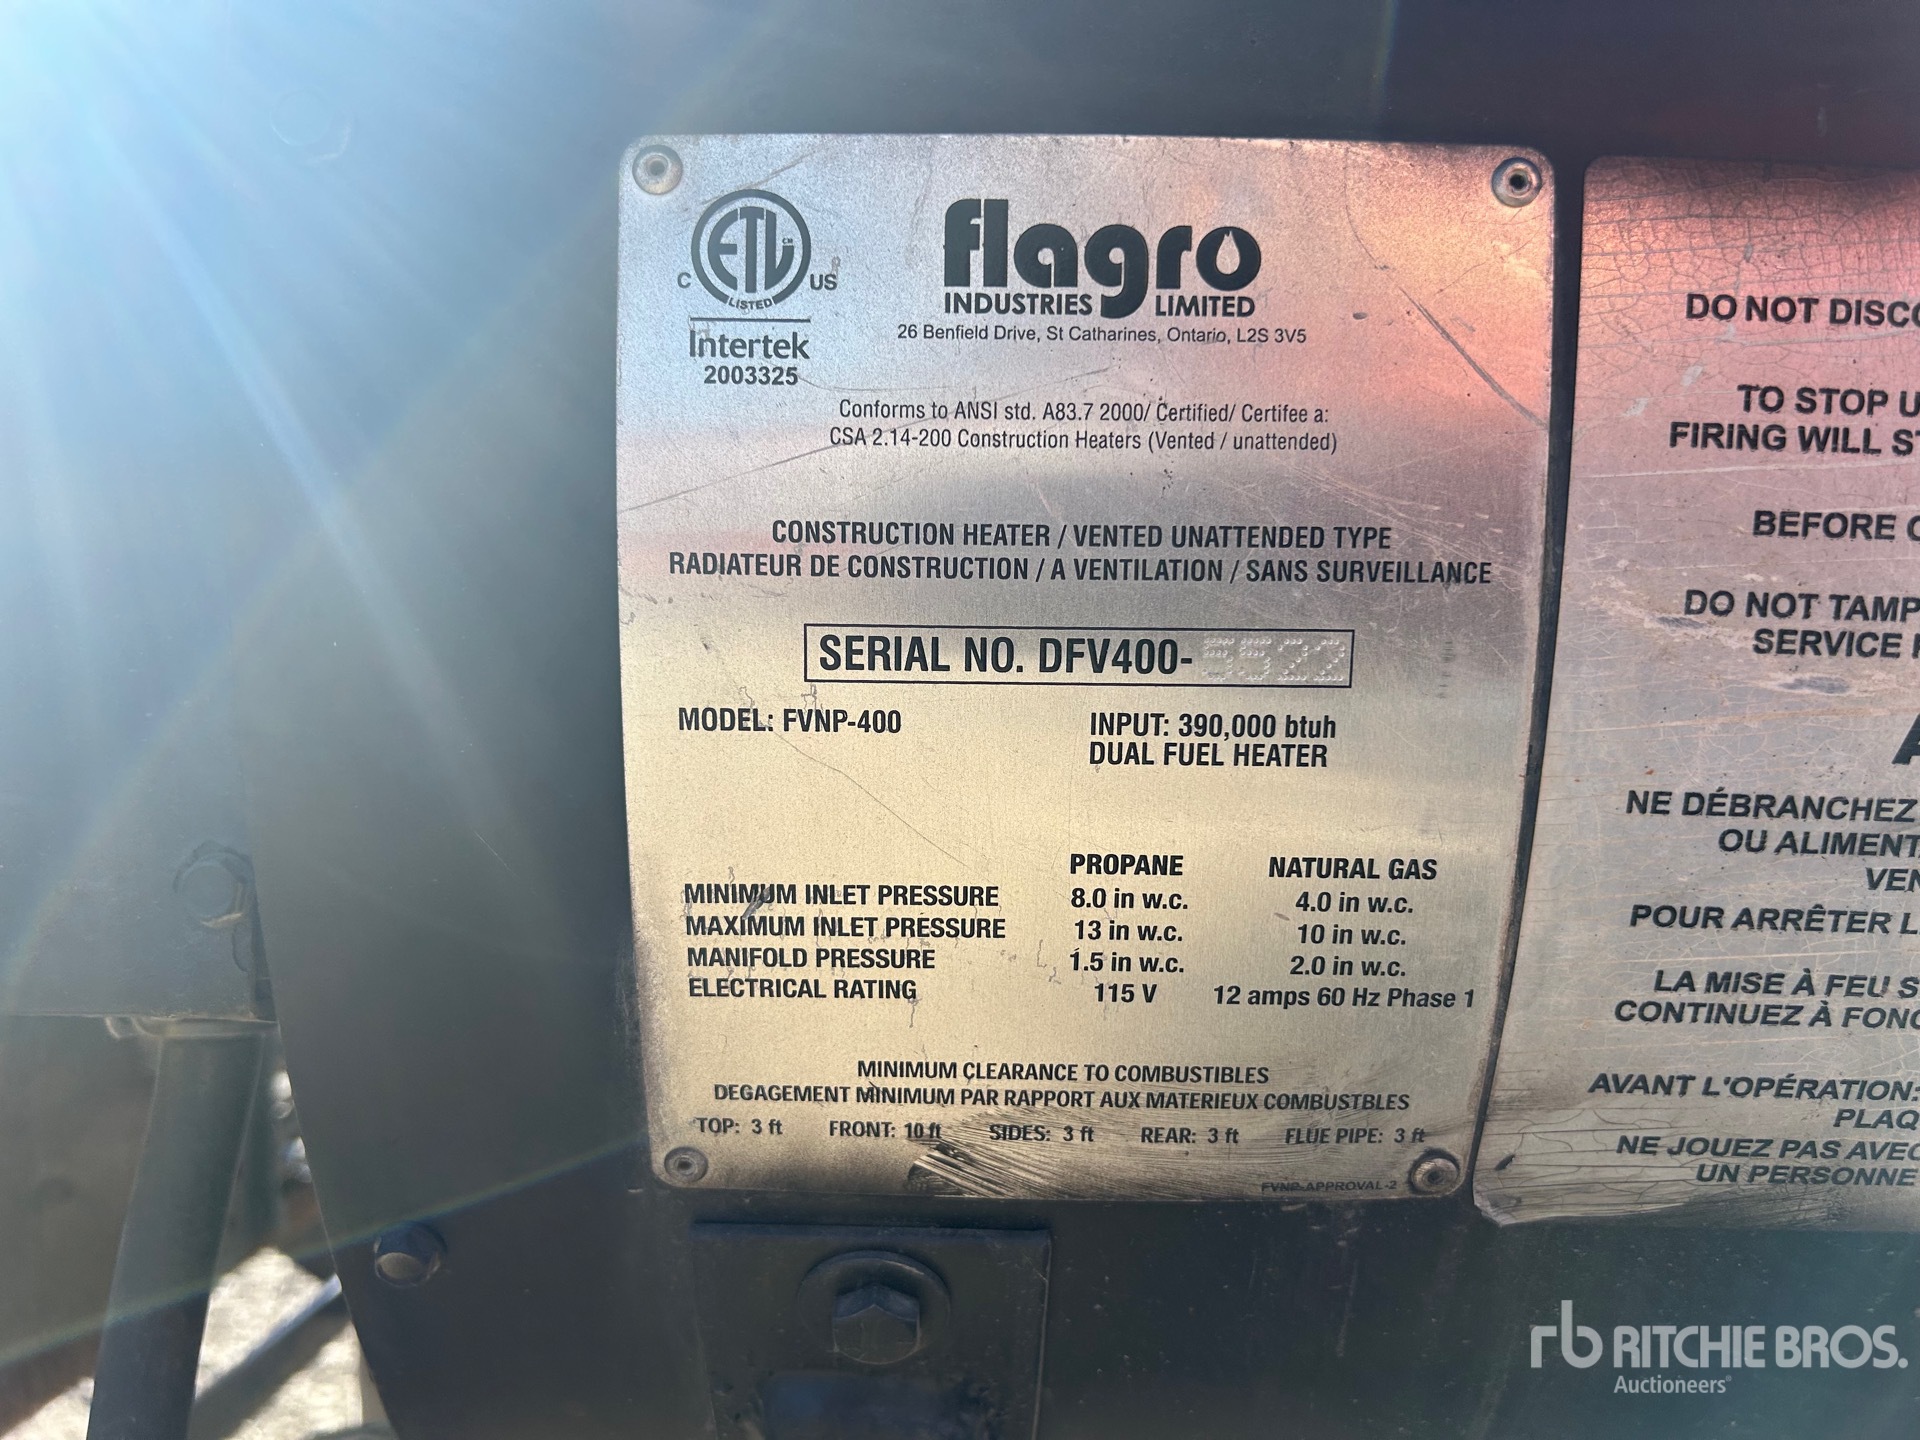 ETL CM
C US
LISTED
Intertek
2003325
flagro
INDUSTRIES LIMITED
26 Benfield Drive, St Catharines, Ontario, L2S 3V5
Conforms to ANSI std. A83.7 2000/ Certified/ Certifee a:
CSA 2.14-200 Construction Heaters (Vented / unattended)
CONSTRUCTION HEATER / VENTED UNATTENDED TYPE
RADIATEUR DE CONSTRUCTION / A VENTILATION / SANS SURVEILLANCE
SERIAL NO. DFV400-5522
MODEL: FVNP-400
INPUT: 390,000 btuh
DUAL FUEL HEATER
PROPANE NATURAL GAS
MINIMUM INLET PRESSURE 8.0 in w.c. 4.0 in w.c.
MAXIMUM INLET PRESSURE 13 in w.c. 10 in w.c.
MANIFOLD PRESSURE 1.5 in w.c. 2.0 in w.c.
ELECTRICAL RATING 115 V 12 amps 60 Hz Phase 1
MINIMUM CLEARANCE TO COMBUSTIBLES
DEGAGEMENT MINIMUM PAR RAPPORT AUX MATERIEUX COMBUSTBLES
TOP: 3 ft FRONT: 10 ft SIDES: 3 ft REAR: 3 ft FLUE PIPE: 3 ft
FVNP-APPROVAL-2
DO NOT DISCO
TO STOP U
FIRING WILL ST
BEFORE
DO NOT TAMP
SERVICE
A
NE DÉBRANCHEZ
OU ALIMENT
VEN
POUR ARRÊTER L
LA MISE À FEU S
CONTINUEZ À FONC
AVANT L'OPÉRATION:
PLAQ
NE JOUEZ PAS AVEC
UN PERSONNE
rb RITCHIE BROS.
Auctioneers